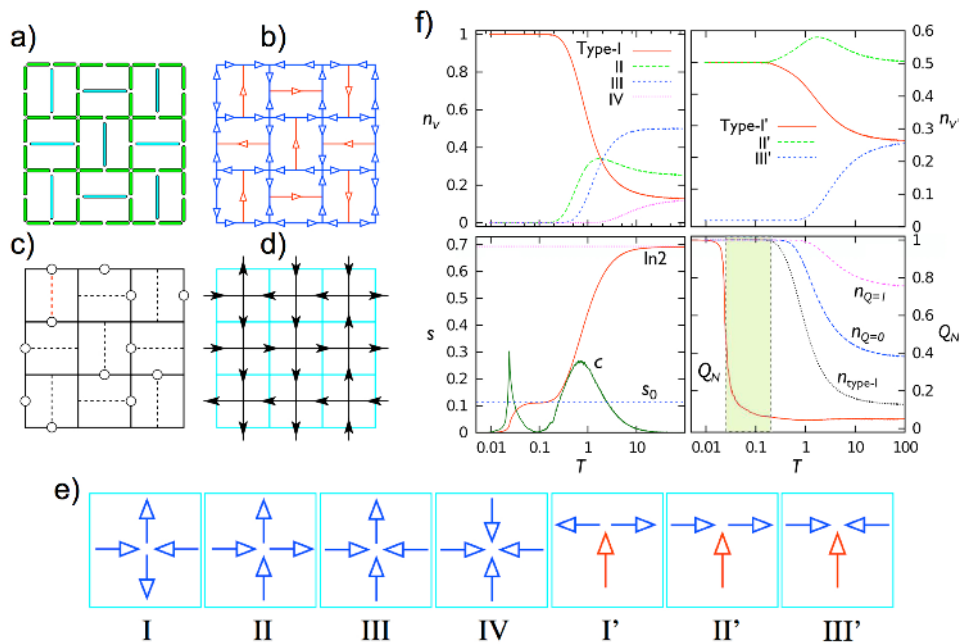 a)
b)
c)
d)
e)
f)
1
0.8
0.6
0.4
0.2
0
n_v
Type-I
II
III
IV
0.6
0.5
0.4
0.3
0.2
0.1
0
n_v'
Type-I'
II'
III'
0.7
0.6
0.5
0.4
0.3
0.2
0.1
0
s
ln2
c
s_0
0.01 0.1 1 10
T
1
0.8
0.6
0.4
0.2
0
Q_N
n_Q=1
n_Q=0
n_type-I
Q_N
0.01 0.1 1 10 100
T
I II III IV I' II' III'